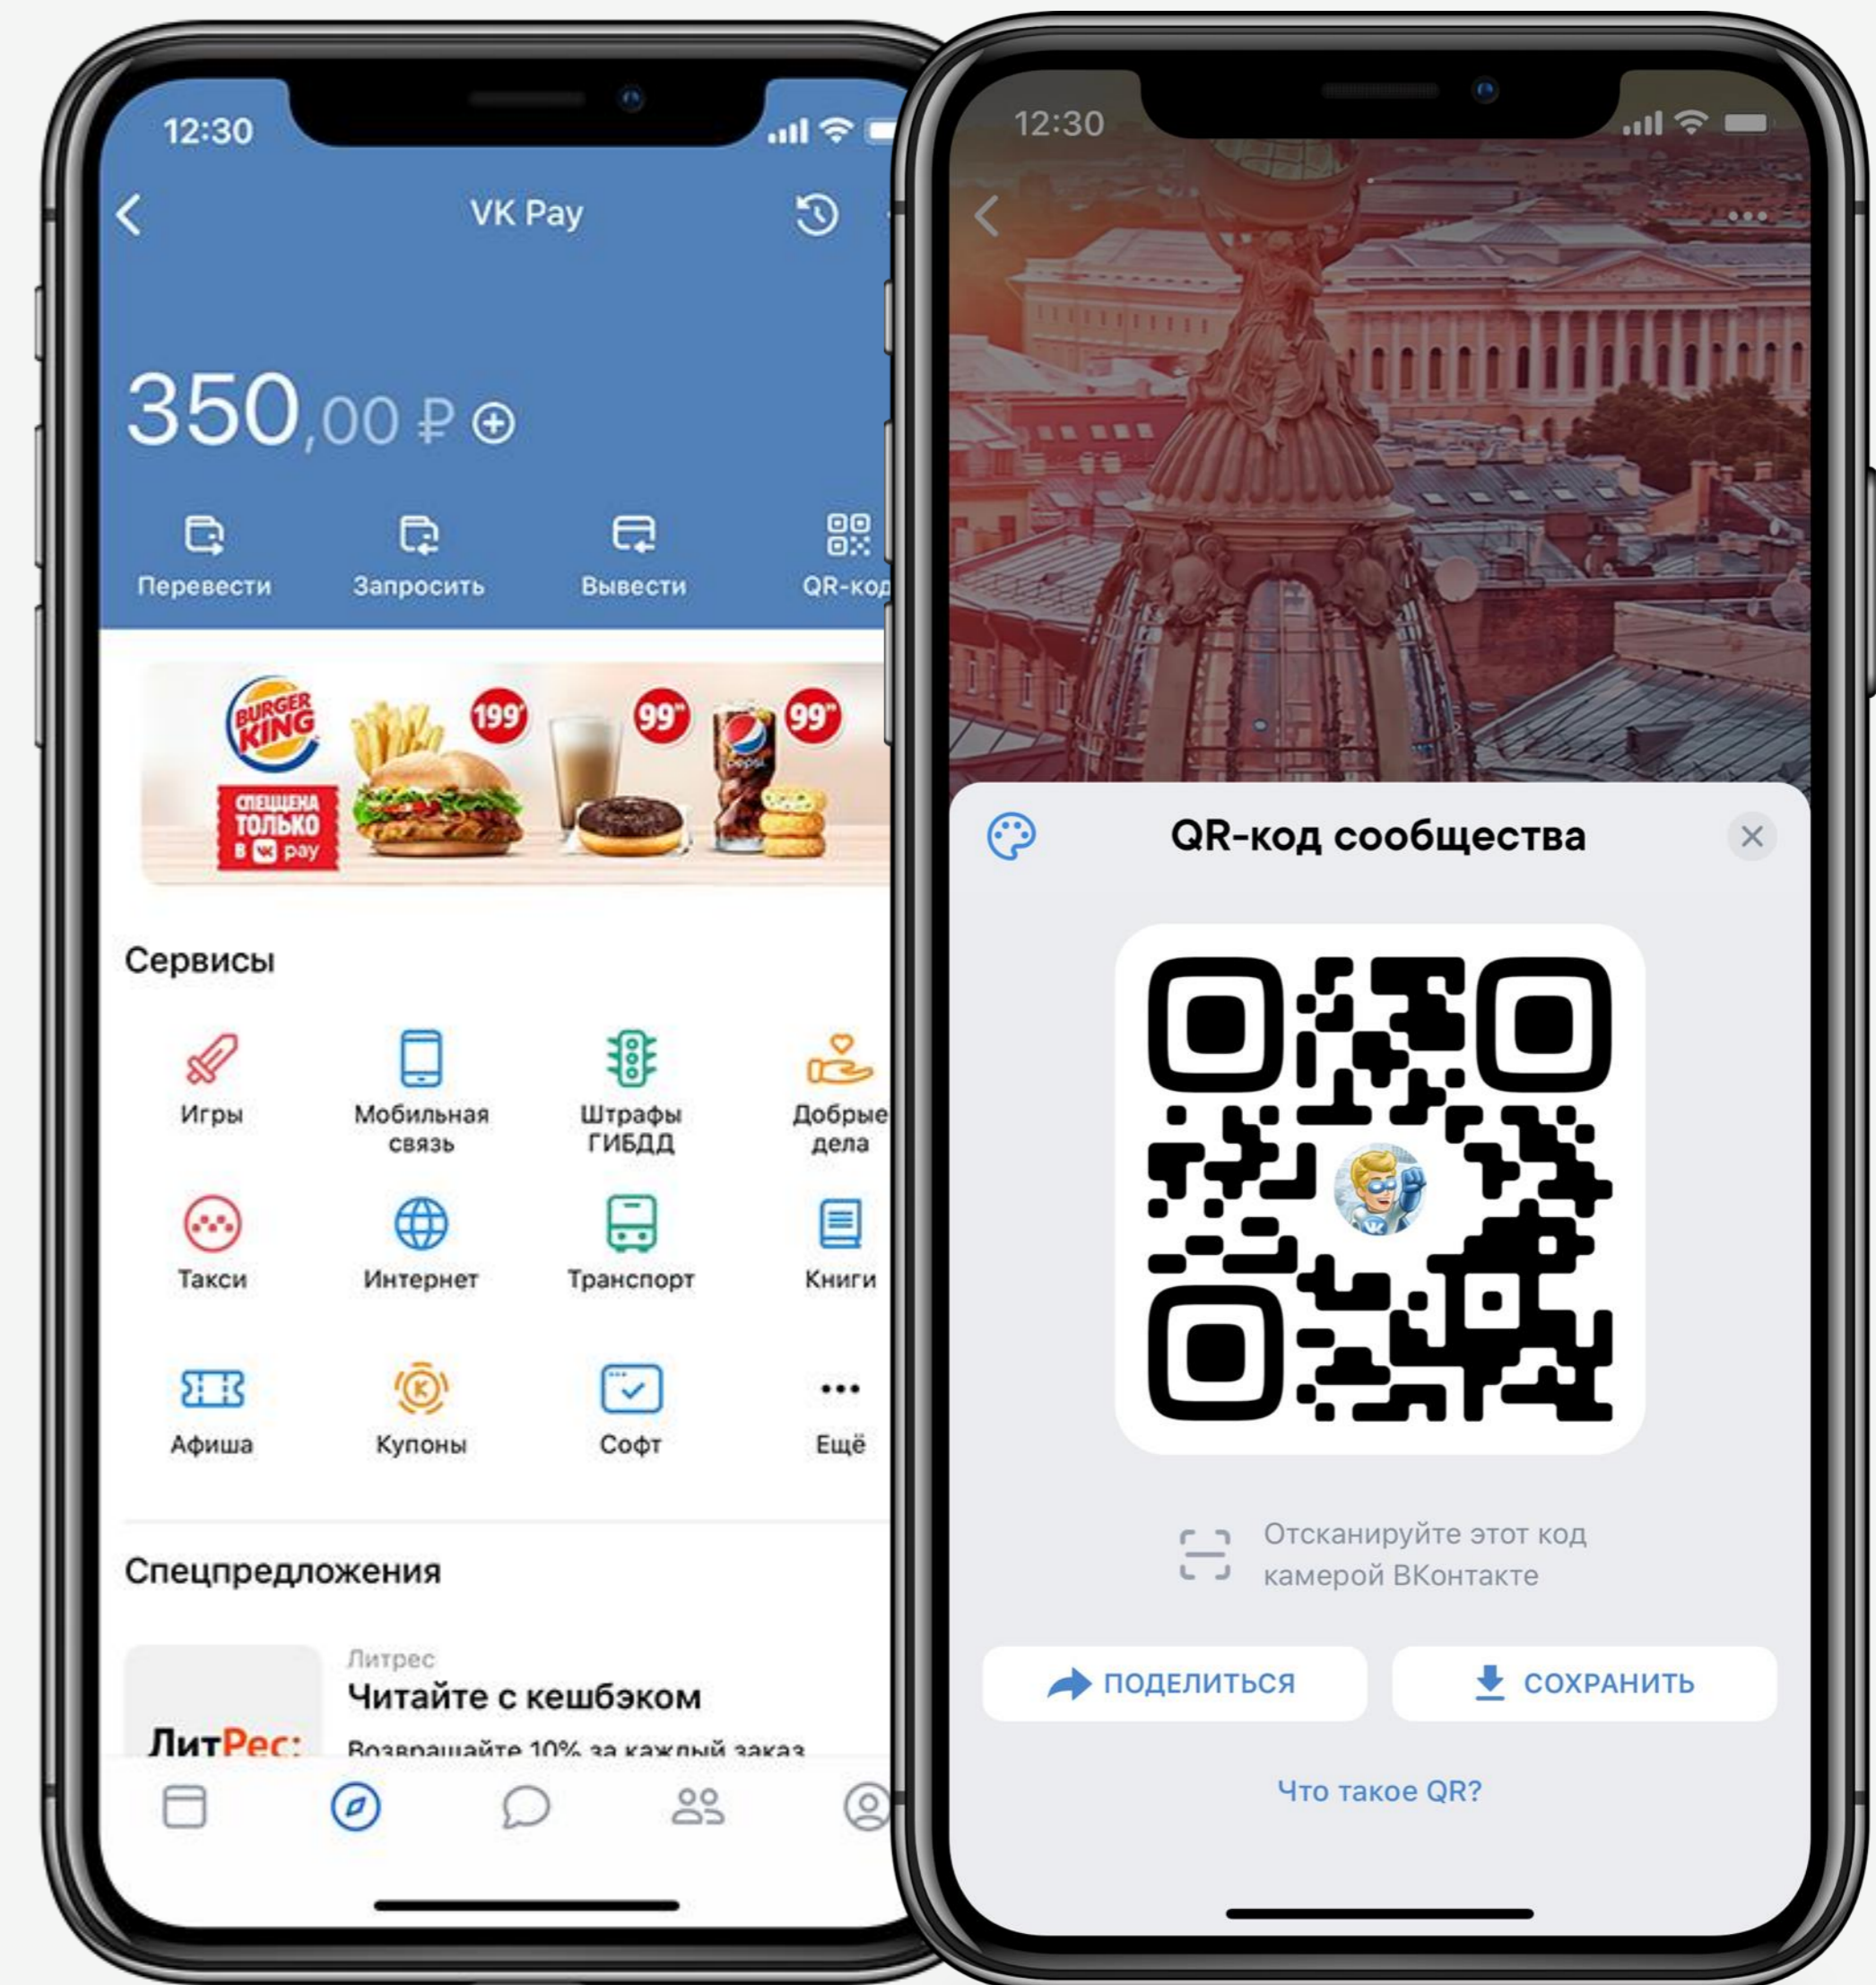 12:30
VK Pay
350,00 ₽
Перевести
Запросить
Вывести
QR-код
BURGER
KING
199
99
pepsi
99
СПЕЦЦЕНА
ТОЛЬКО
В VK pay
Сервисы
Игры
Мобильная
связь
Штрафы
ГИБДД
Добрые
дела
Такси
Интернет
Транспорт
Книги
Афиша
Купоны
Софт
Ещё
Спецпредложения
Литрес
Читайте с кешбэком
ЛитРес:
Возвращайте 10% за каждый заказ
12:30
QR-код сообщества
Отсканируйте этот код
камерой ВКонтакте
ПОДЕЛИТЬСЯ
СОХРАНИТЬ
Что такое QR?